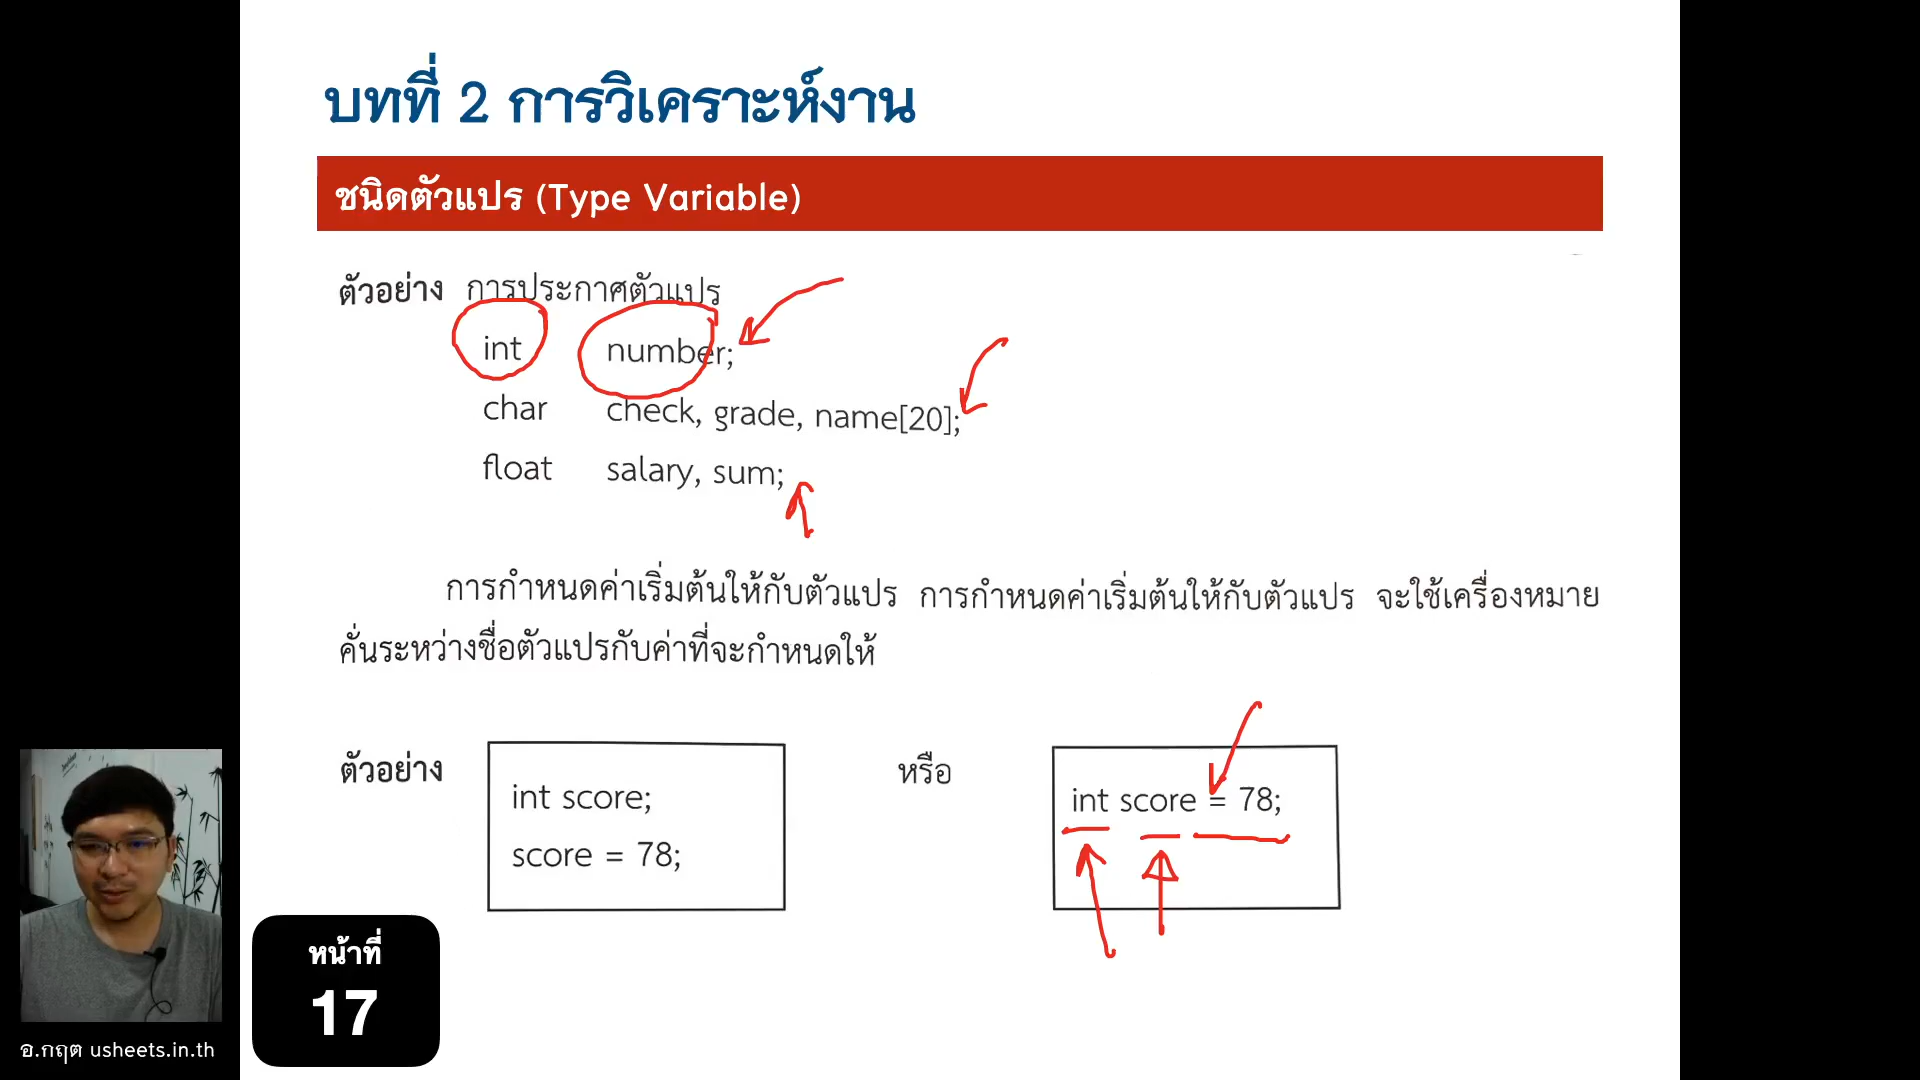 บทที่ 2 การวิเคราะห์งาน
ชนิดตัวแปร (Type Variable)
ตัวอย่าง การประกาศตัวแปร
int number;
char check, grade, name[20];
float salary, sum;
การกำหนดค่าเริ่มต้นให้กับตัวแปร การกำหนดค่าเริ่มต้นให้กับตัวแปร จะใช้เครื่องหมาย
คั่นระหว่างชื่อตัวแปรกับค่าที่จะกำหนดให้
ตัวอย่าง
int score;
score = 78;
หรือ
int score = 78;
หน้าที่
17
อ.กฤต usheets.in.th